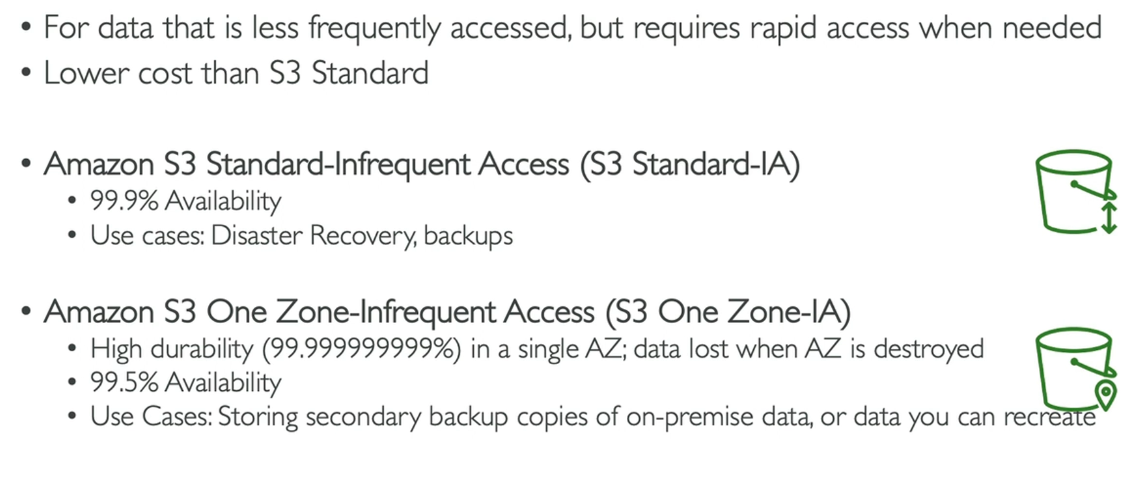 • For data that is less frequently accessed, but requires rapid access when needed
• Lower cost than S3 Standard
• Amazon S3 Standard-Infrequent Access (S3 Standard-IA)
• 99.9% Availability
• Use cases: Disaster Recovery, backups
• Amazon S3 One Zone-Infrequent Access (S3 One Zone-IA)
• High durability (99.999999999%) in a single AZ; data lost when AZ is destroyed
• 99.5% Availability
• Use Cases: Storing secondary backup copies of on-premise data, or data you can recreate